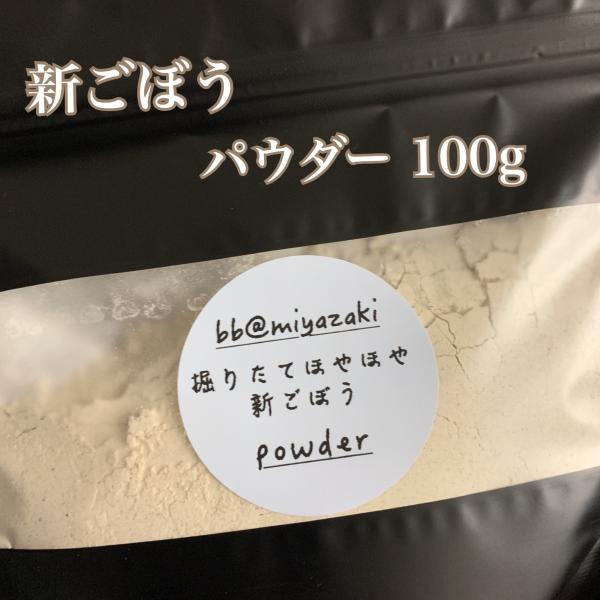 新ごぼう
パウダー 100g
bb@miyazaki
掘りたてほやほや
新ごぼう
powder